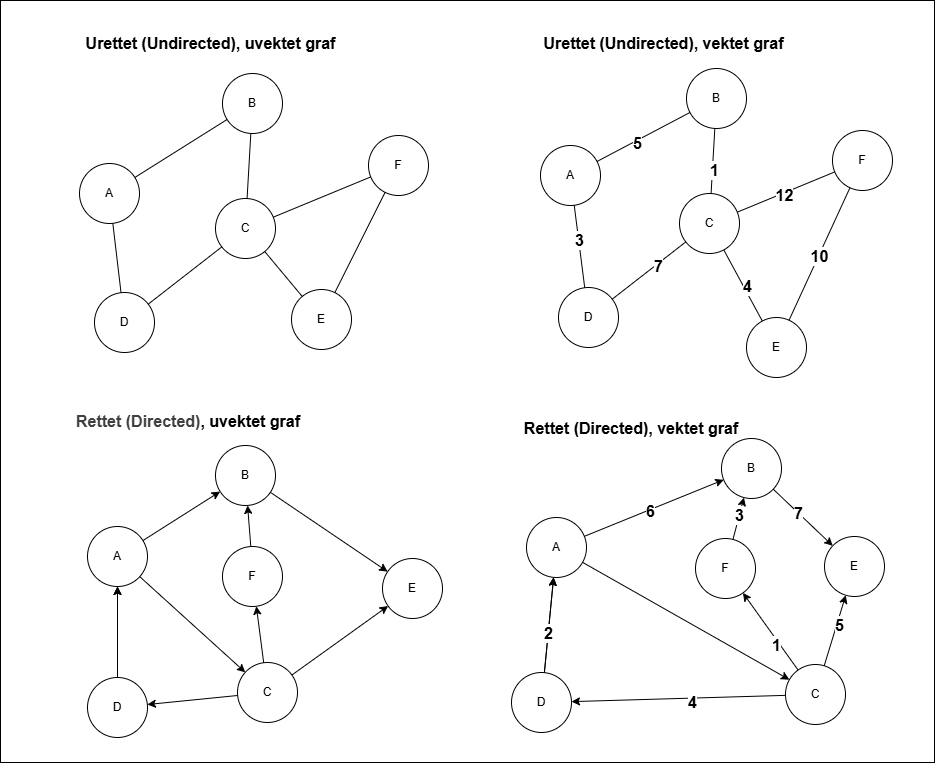 Urettet (Undirected), uvektet graf
B
A
F
C
D
E
Urettet (Undirected), vektet graf
B
5
A
1
F
12
C
3
7
10
4
D
E
Rettet (Directed), uvektet graf
B
A
F
E
C
D
Rettet (Directed), vektet graf
B
6
3
7
A
F
E
2
1
5
C
D
4